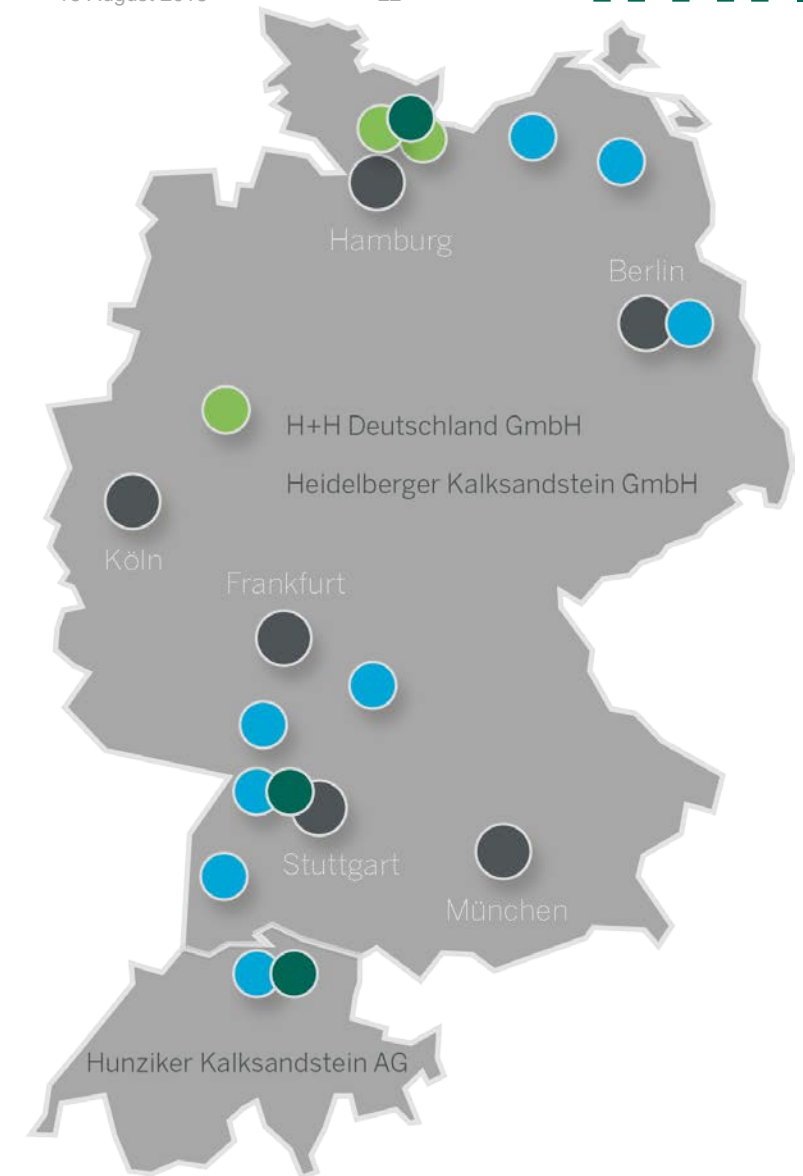 Hamburg
Berlin
H+H Deutschland GmbH
Heidelberger Kalksandstein GmbH
Köln
Frankfurt
Stuttgart
München
Hunziker Kalksandstein AG